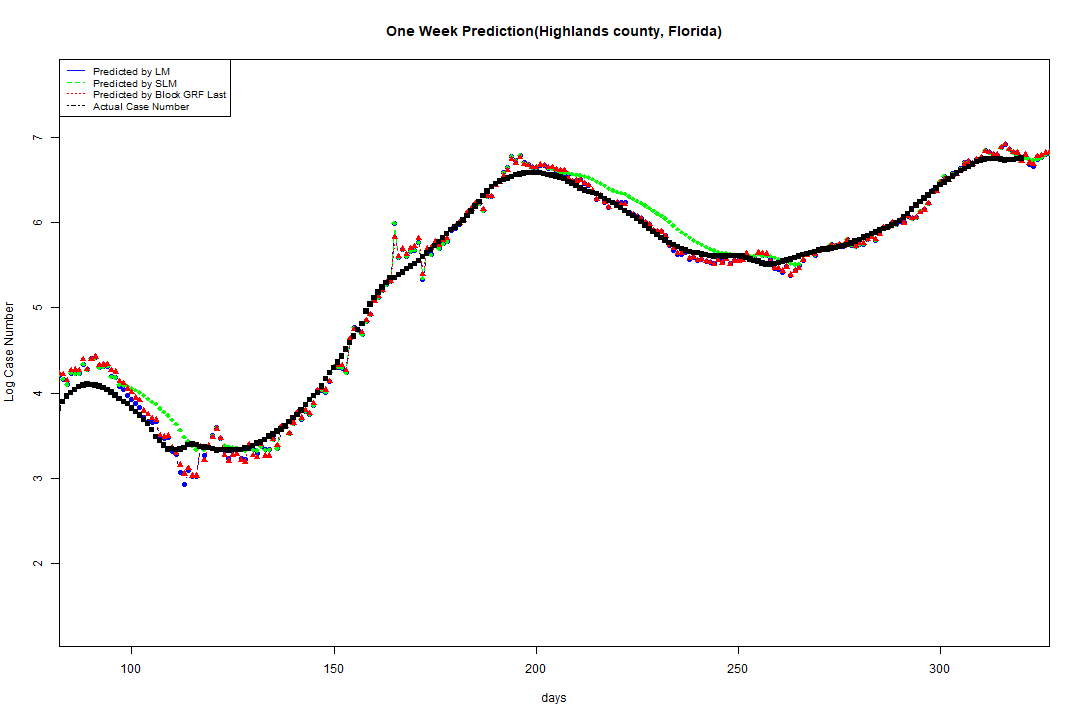 One Week Prediction(Highlands county, Florida)
Predicted by LM
Predicted by SLM
Predicted by Block GRF Last
Actual Case Number
7
6
5
4
3
2
Log Case Number
100 150 200 250 300
days